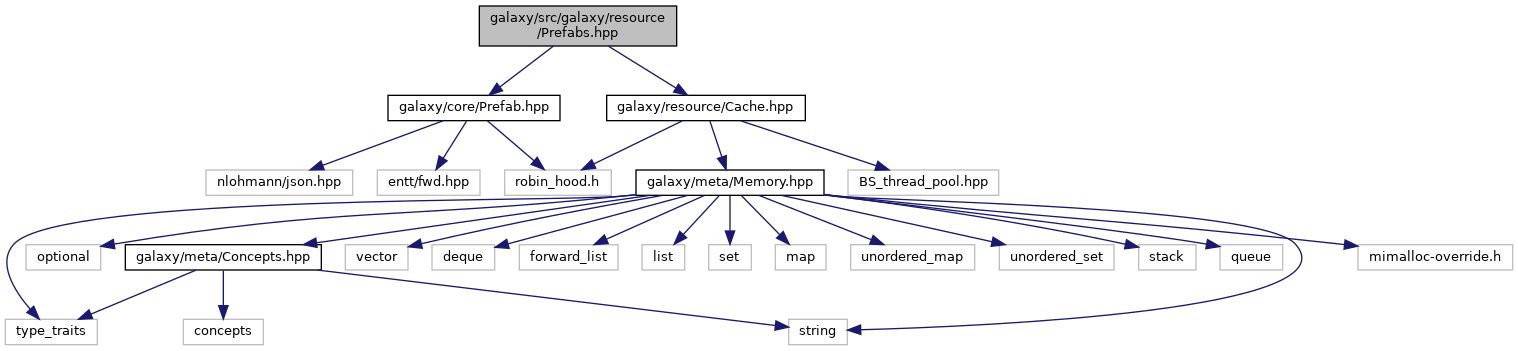 galaxy/src/galaxy/resource
/Prefabs.hpp
galaxy/core/Prefab.hpp
galaxy/resource/Cache.hpp
nlohmann/json.hpp
entt/fwd.hpp
robin_hood.h
galaxy/meta/Memory.hpp
BS_thread_pool.hpp
optional
galaxy/meta/Concepts.hpp
vector
deque
forward_list
list
set
map
unordered_map
unordered_set
stack
queue
mimalloc-override.h
type_traits
concepts
string